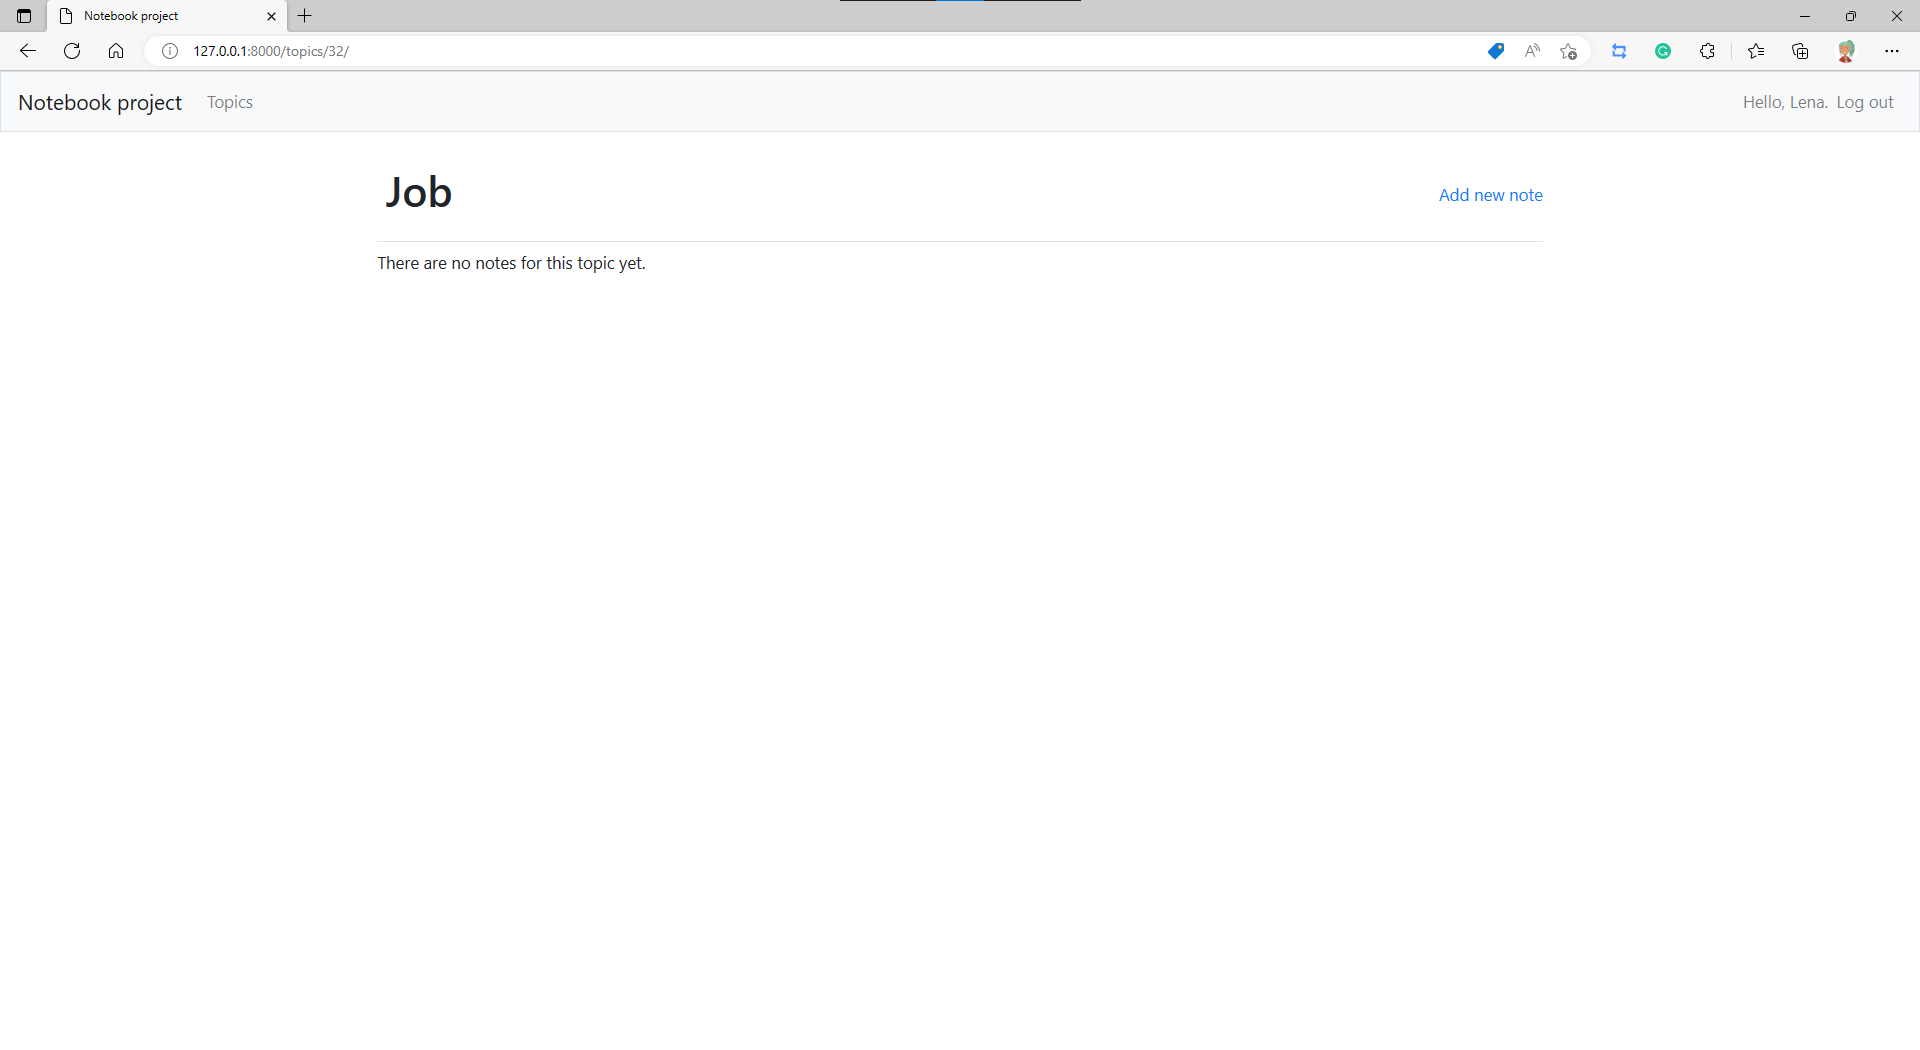 Notebook project
127.0.0.1:8000/topics/32/
Notebook project Topics Hello, Lena. Log out
Job Add new note
There are no notes for this topic yet.